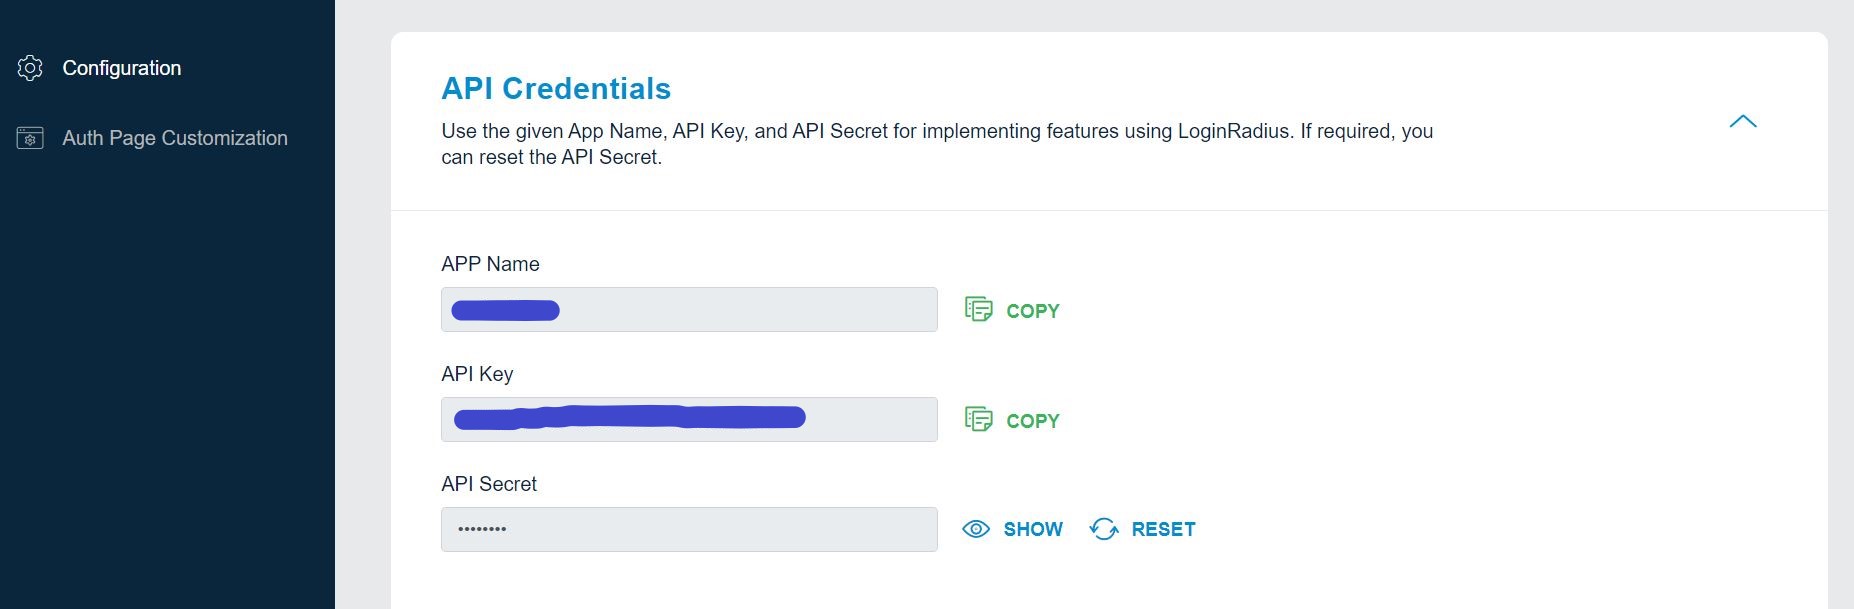 Configuration
Auth Page Customization
API Credentials
Use the given App Name, API Key, and API Secret for implementing features using LoginRadius. If required, you
can reset the API Secret.
APP Name
COPY
API Key
COPY
API Secret
••••••••
SHOW
RESET